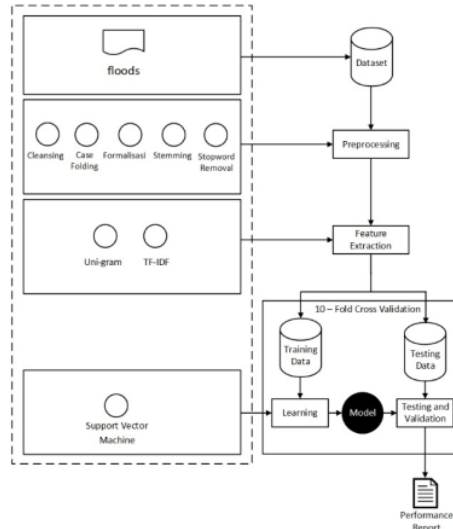 floods
Dataset
Cleansing
Case
Folding
Formalisasi
Stemming
Stopword
Removal
Preprocessing
Uni-gram
TF-IDF
Feature
Extraction
10 – Fold Cross Validation
Training
Data
Testing
Data
Support Vector
Machine
Learning
Model
Testing and
Validation
Performance
Report